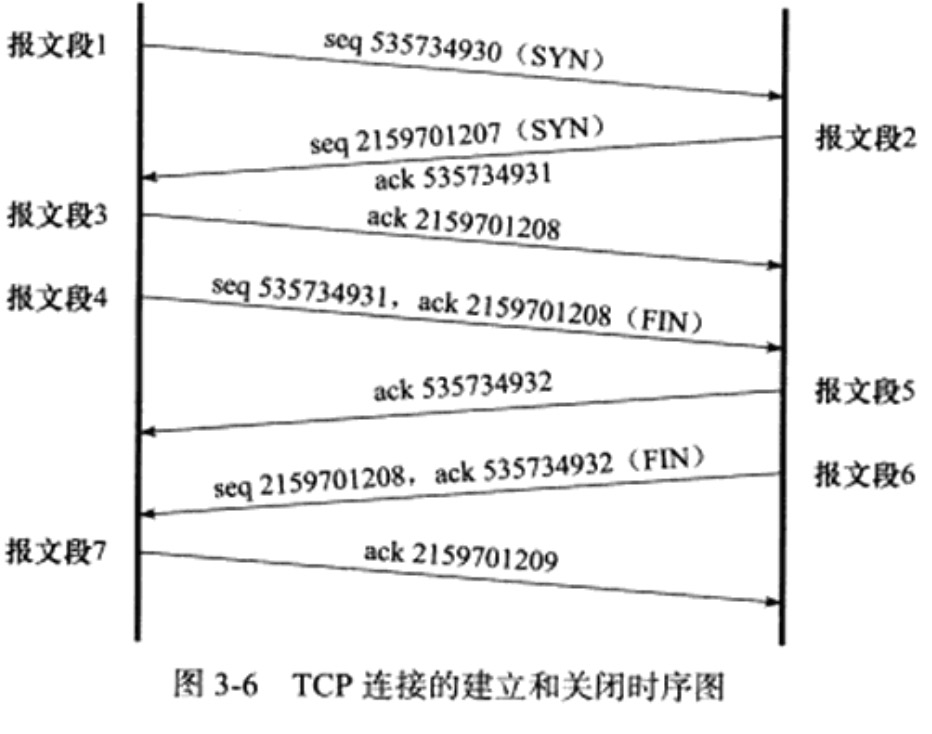 报文段1
seq 535734930（SYN）
seq 2159701207（SYN）
报文段2
ack 535734931
报文段3
ack 2159701208
报文段4
seq 535734931，ack 2159701208（FIN）
ack 535734932
报文段5
seq 2159701208，ack 535734932（FIN）
报文段6
报文段7
ack 2159701209
图 3-6 TCP 连接的建立和关闭时序图